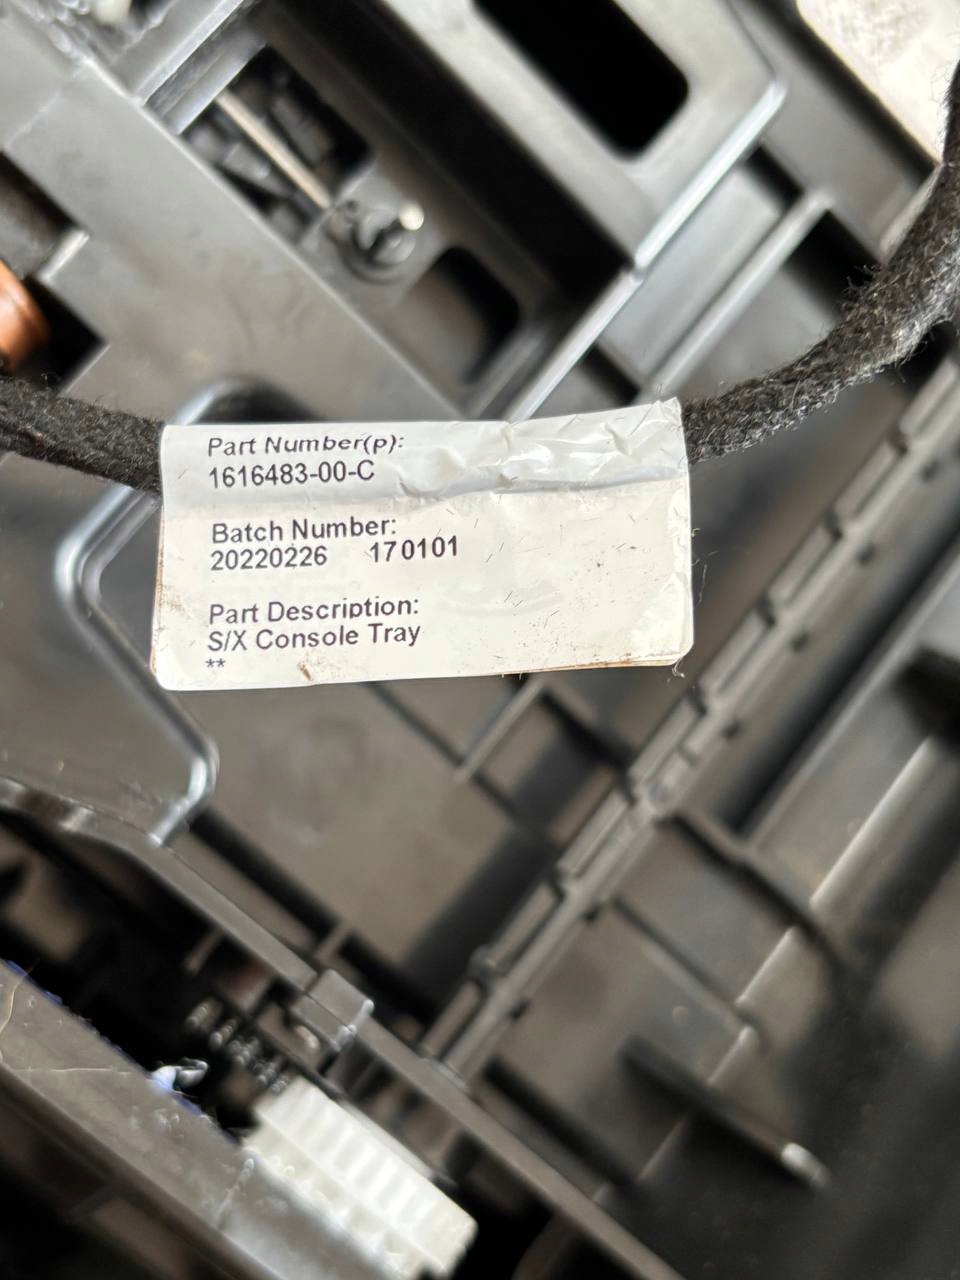 Part Number(p):
1616483-00-C
Batch Number:
20220226 170101
Part Description:
S/X Console Tray
**